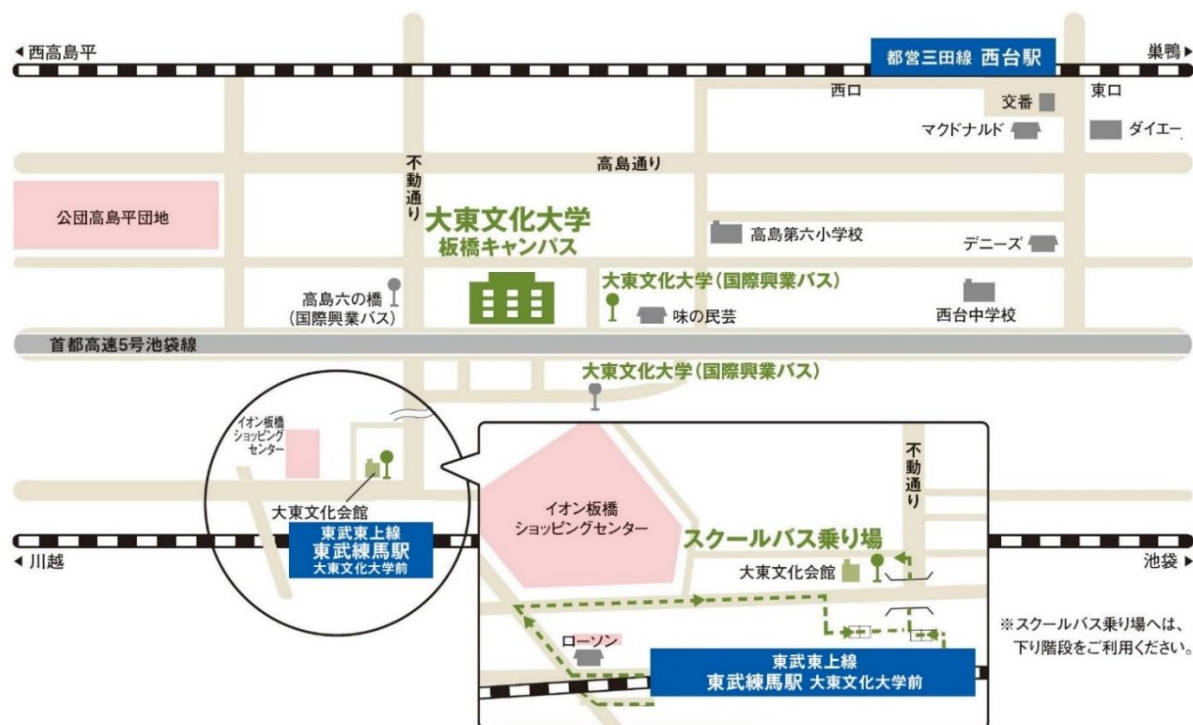 ◀西高島平
都営三田線 西台駅
巣鴨▶
西口
交番
東口
マクドナルド
ダイエー
不動通り
高島通り
公団高島平団地
大東文化大学
板橋キャンパス
高島第六小学校
デニーズ
大東文化大学(国際興業バス)
高島六の橋
(国際興業バス)
味の民芸
西台中学校
首都高速5号池袋線
大東文化大学(国際興業バス)
イオン板橋
ショッピング
センター
大東文化会館
東武東上線
東武練馬駅
大東文化大学前
◀川越
不動通り
イオン板橋
ショッピングセンター
スクールバス乗り場
大東文化会館
池袋▶
ローソン
東武東上線
東武練馬駅 大東文化大学前
※スクールバス乗り場へは、
下り階段をご利用ください。